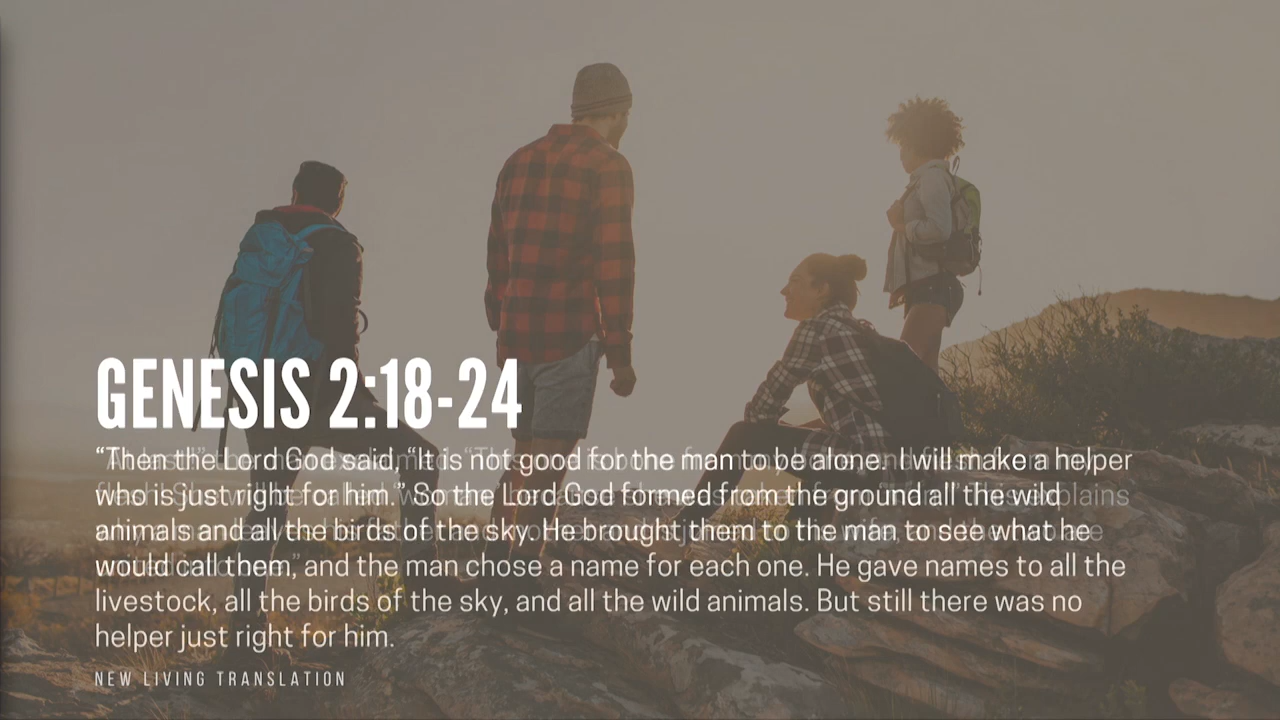 GENESIS 2:18-24
“Then the Lord God said, “It is not good for the man to be alone. I will make a helper
who is just right for him.” So the Lord God formed from the ground all the wild
animals and all the birds of the sky. He brought them to the man to see what he
would call them, and the man chose a name for each one. He gave names to all the
livestock, all the birds of the sky, and all the wild animals. But still there was no
helper just right for him.
NEW LIVING TRANSLATION